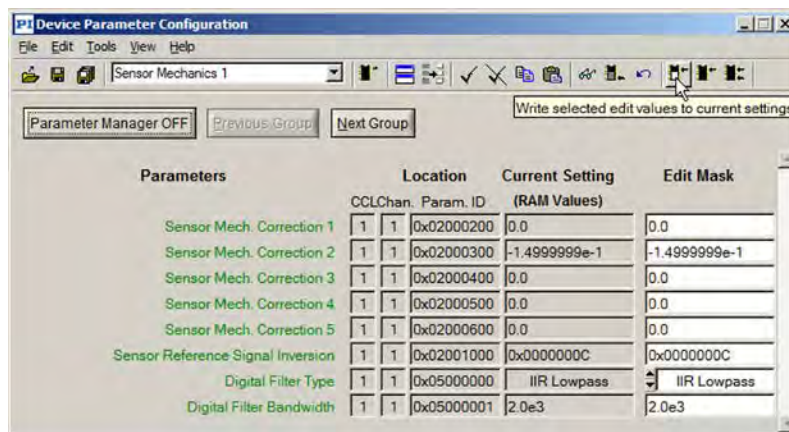 PI Device Parameter Configuration
File Edit Tools View Help
Sensor Mechanics 1
Write selected edit values to current settings
Parameter Manager OFF Previous Group Next Group
Parameters Location Current Setting Edit Mask
CCL Chan. Param. ID (RAM Values)
Sensor Mech. Correction 1 1 1 0x02000200 0.0 0.0
Sensor Mech. Correction 2 1 1 0x02000300 -1.4999999e-1 -1.4999999e-1
Sensor Mech. Correction 3 1 1 0x02000400 0.0 0.0
Sensor Mech. Correction 4 1 1 0x02000500 0.0 0.0
Sensor Mech. Correction 5 1 1 0x02000600 0.0 0.0
Sensor Reference Signal Inversion 1 1 0x02001000 0x0000000C 0x0000000C
Digital Filter Type 1 1 0x05000000 IIR Lowpass IIR Lowpass
Digital Filter Bandwidth 1 1 0x05000001 2.0e3 2.0e3